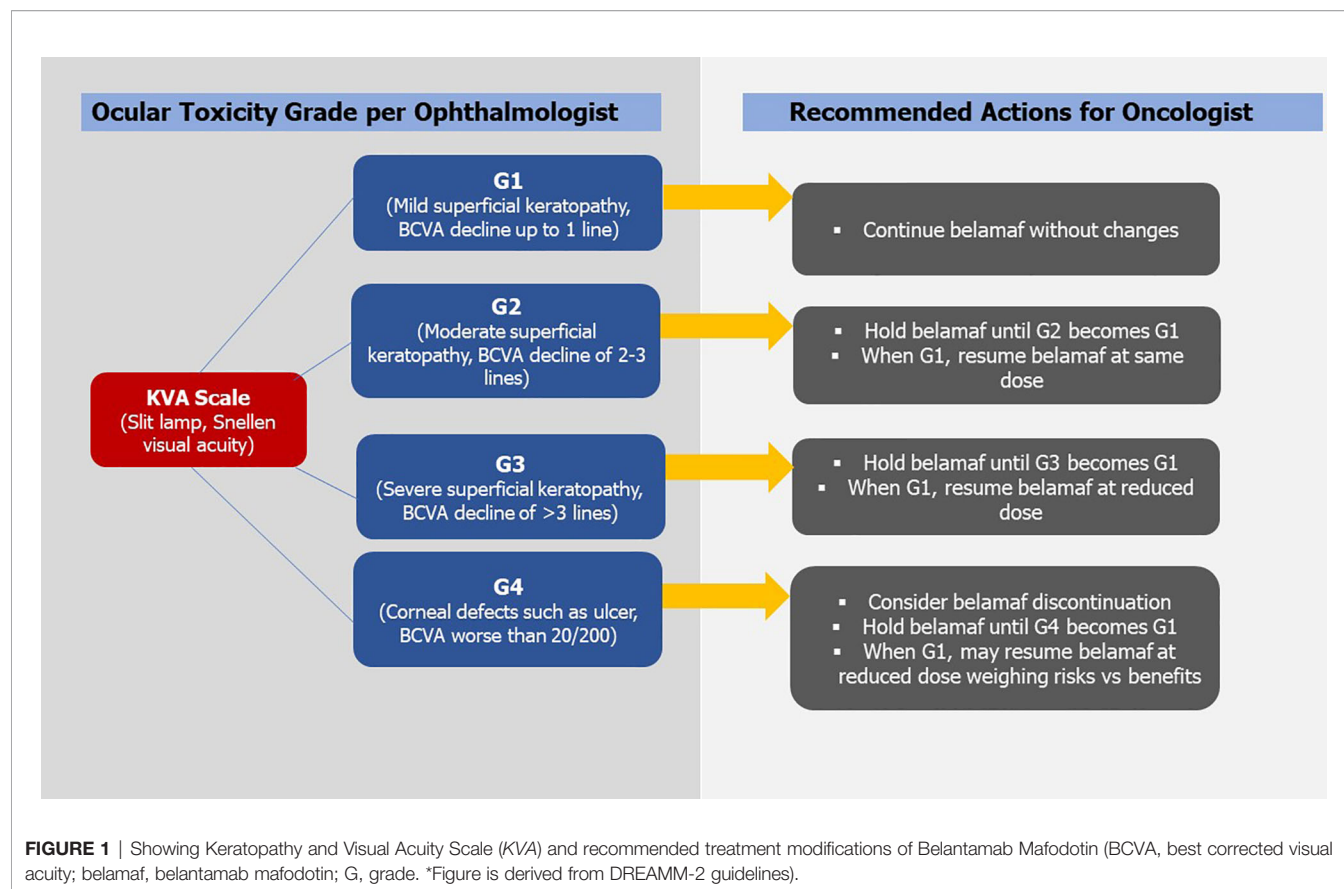 Ocular Toxicity Grade per Ophthalmologist
Recommended Actions for Oncologist
KVA Scale
(Slit lamp, Snellen
visual acuity)
G1
(Mild superficial keratopathy,
BCVA decline up to 1 line)
▪ Continue belamaf without changes
G2
(Moderate superficial
keratopathy, BCVA decline of 2-3
lines)
▪ Hold belamaf until G2 becomes G1
▪ When G1, resume belamaf at same
dose
G3
(Severe superficial keratopathy,
BCVA decline of >3 lines)
▪ Hold belamaf until G3 becomes G1
▪ When G1, resume belamaf at reduced
dose
G4
(Corneal defects such as ulcer,
BCVA worse than 20/200)
▪ Consider belamaf discontinuation
▪ Hold belamaf until G4 becomes G1
▪ When G1, may resume belamaf at
reduced dose weighing risks vs benefits
FIGURE 1 | Showing Keratopathy and Visual Acuity Scale (KVA) and recommended treatment modifications of Belantamab Mafodotin (BCVA, best corrected visual
acuity; belamaf, belantamab mafodotin; G, grade. *Figure is derived from DREAMM-2 guidelines).